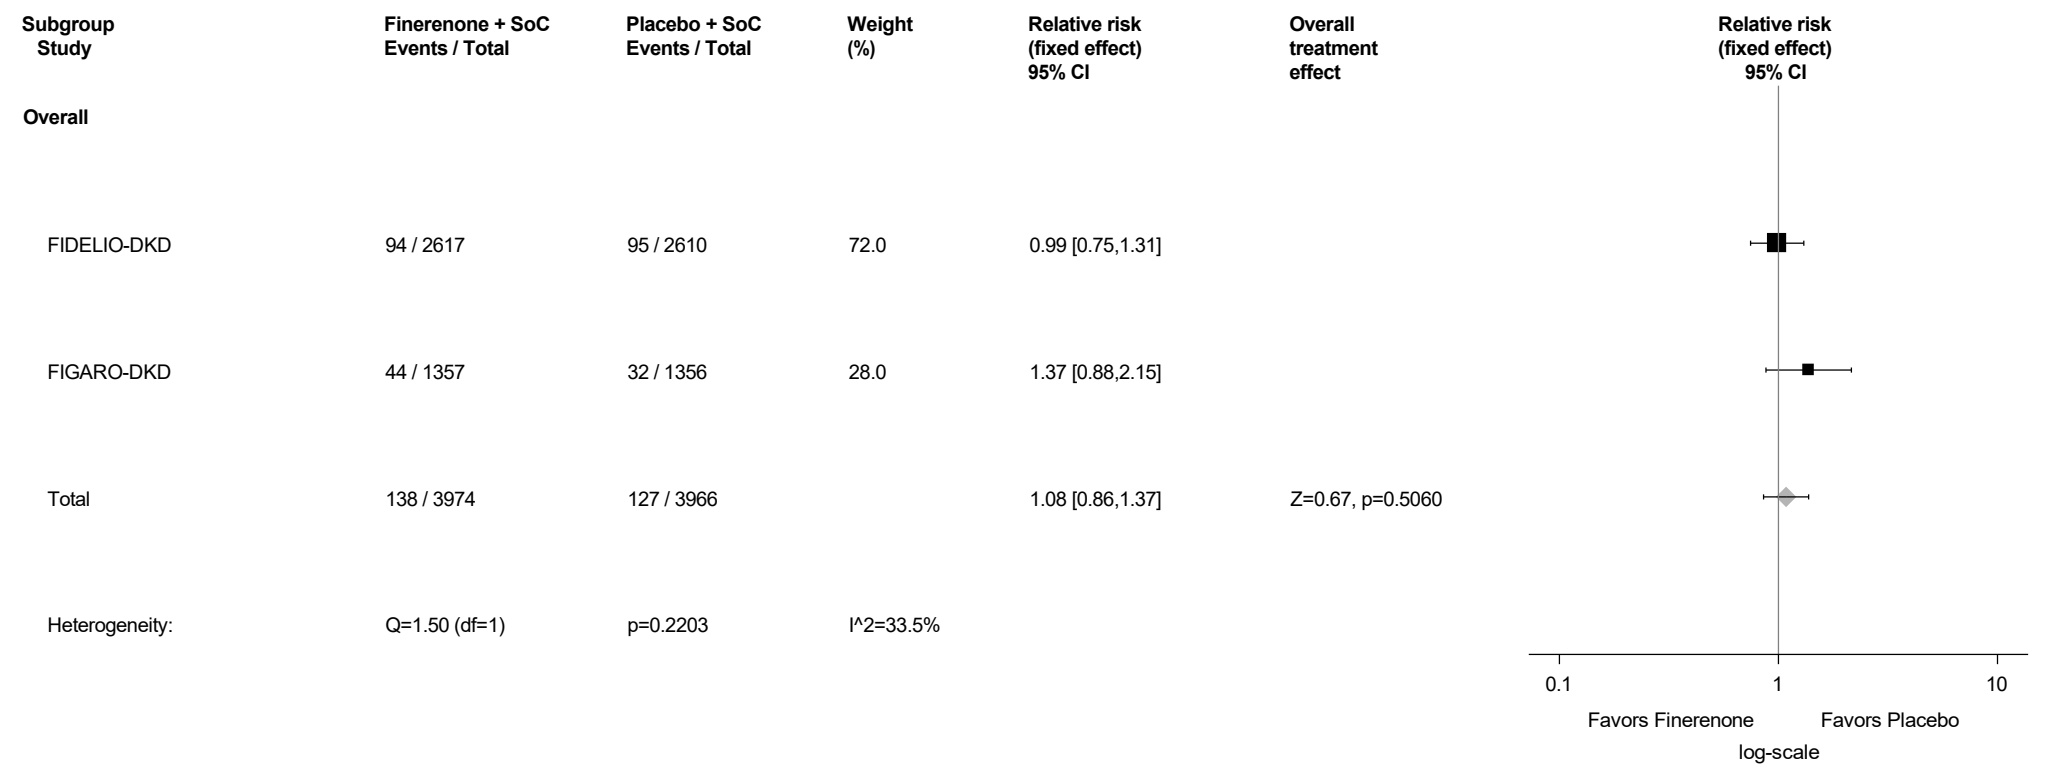 Subgroup Finerenone + SoC Placebo + SoC Weight Relative risk Overall Relative risk
Study Events / Total Events / Total (%) (fixed effect) treatment (fixed effect)
95% CI effect 95% CI
Overall
FIDELIO-DKD 94 / 2617 95 / 2610 72.0 0.99 [0.75,1.31]
FIGARO-DKD 44 / 1357 32 / 1356 28.0 1.37 [0.88,2.15]
Total 138 / 3974 127 / 3966 1.08 [0.86,1.37] Z=0.67, p=0.5060
Heterogeneity: Q=1.50 (df=1) p=0.2203 I^2=33.5%
0.1 1 10
Favors Finerenone Favors Placebo
log-scale